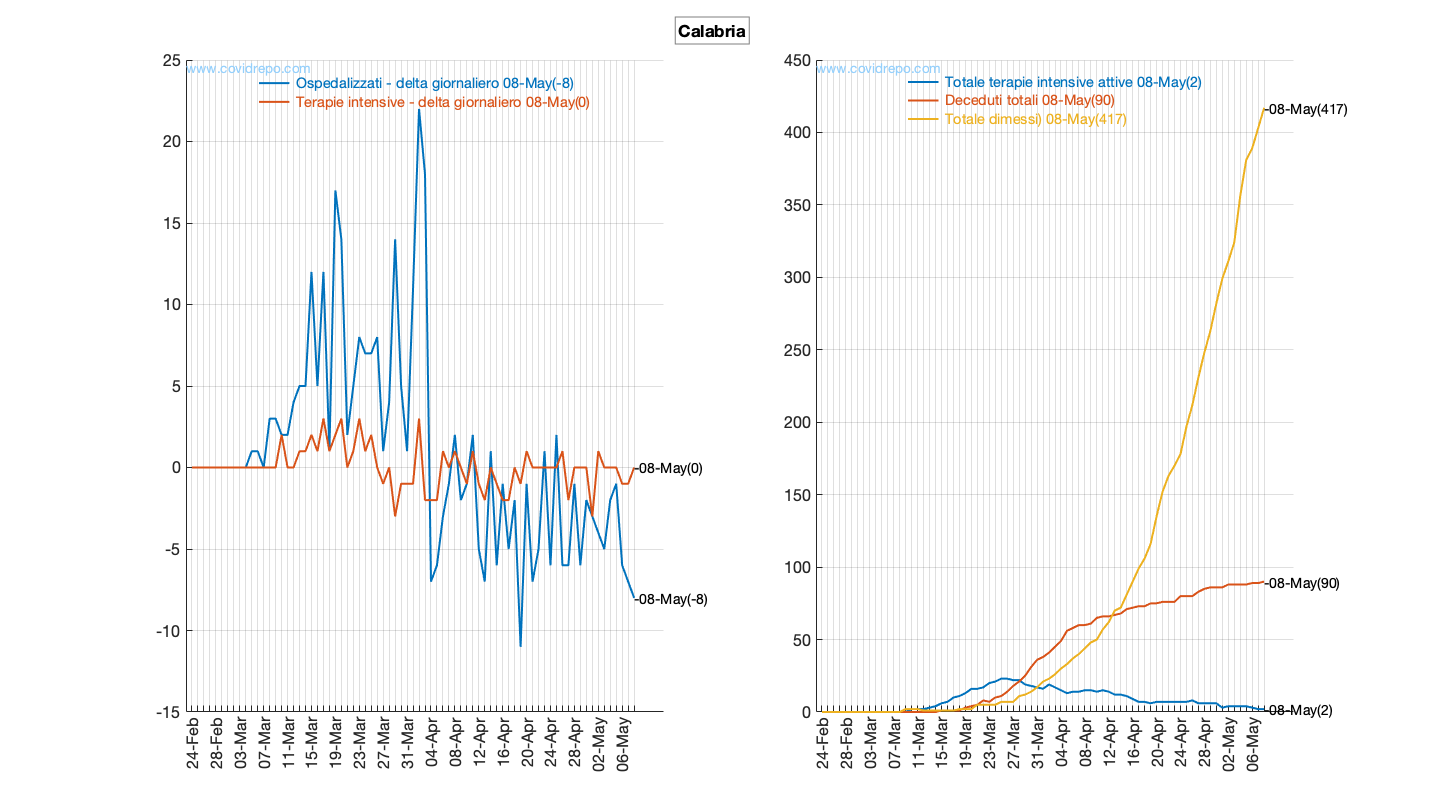 Calabria
www.covidrepo.com
Ospedalizzati - delta giornaliero 08-May(-8)
Terapie intensive - delta giornaliero 08-May(0)
25
20
15
10
5
0
-5
-10
-15
08-May(0)
08-May(-8)
24-Feb
28-Feb
03-Mar
07-Mar
11-Mar
15-Mar
19-Mar
23-Mar
27-Mar
31-Mar
04-Apr
08-Apr
12-Apr
16-Apr
20-Apr
24-Apr
28-Apr
02-May
06-May
www.covidrepo.com
Totale terapie intensive attive 08-May(2)
Deceduti totali 08-May(90)
Totale dimessi) 08-May(417)
450
400
350
300
250
200
150
100
50
0
08-May(417)
08-May(90)
08-May(2)
24-Feb
28-Feb
03-Mar
07-Mar
11-Mar
15-Mar
19-Mar
23-Mar
27-Mar
31-Mar
04-Apr
08-Apr
12-Apr
16-Apr
20-Apr
24-Apr
28-Apr
02-May
06-May